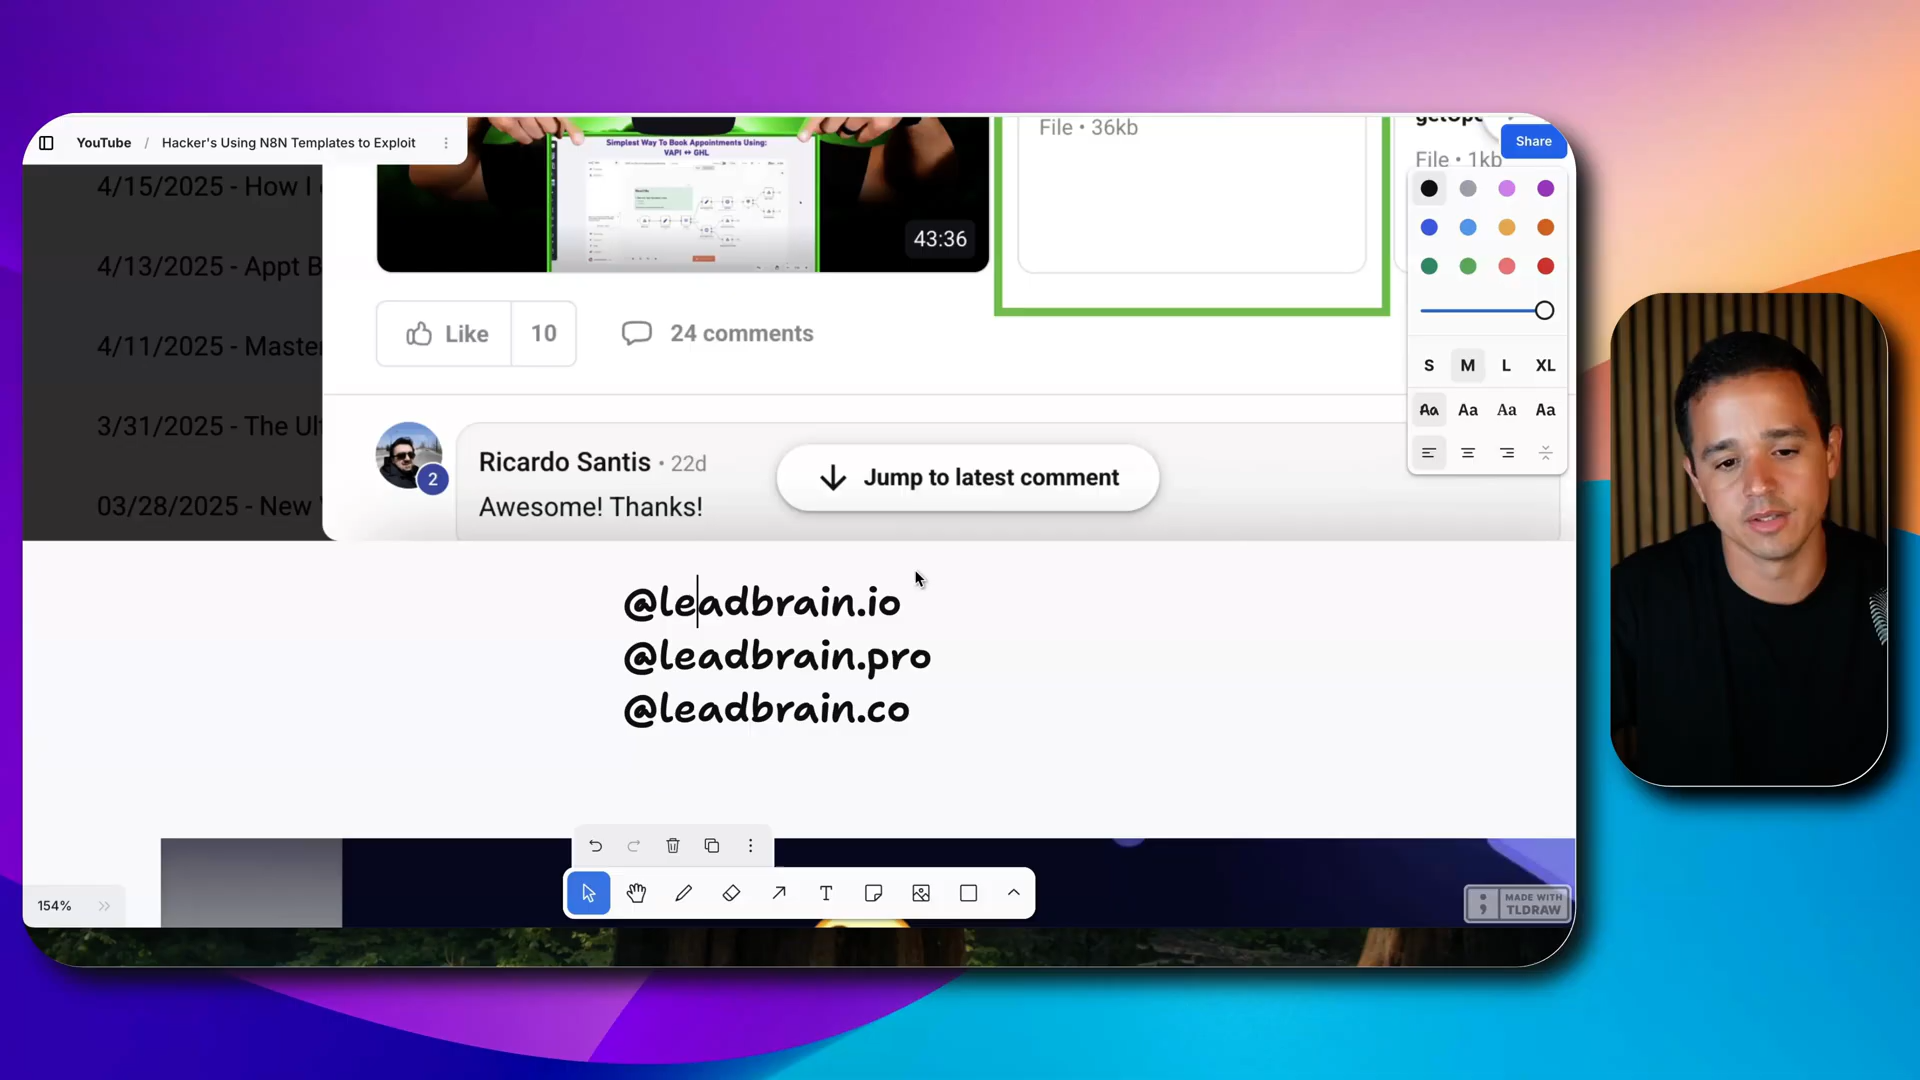 YouTube / Hacker's Using N8N Templates to Exploit
4/15/2025 - How I
4/13/2025 - Appt B
4/11/2025 - Master
3/31/2025 - The Ul
03/28/2025 - New
Simplest Way To Book Appointments Using:
VAPI ↔ GHL
43:36
File • 36kb
File • 1kb
Share
Like 10
24 comments
S M L XL
Aa Aa Aa Aa
Ricardo Santis • 22d
2
Awesome! Thanks!
Jump to latest comment
@leadbrain.io
@leadbrain.pro
@leadbrain.co
154%
T
MADE WITH
TLDRAW